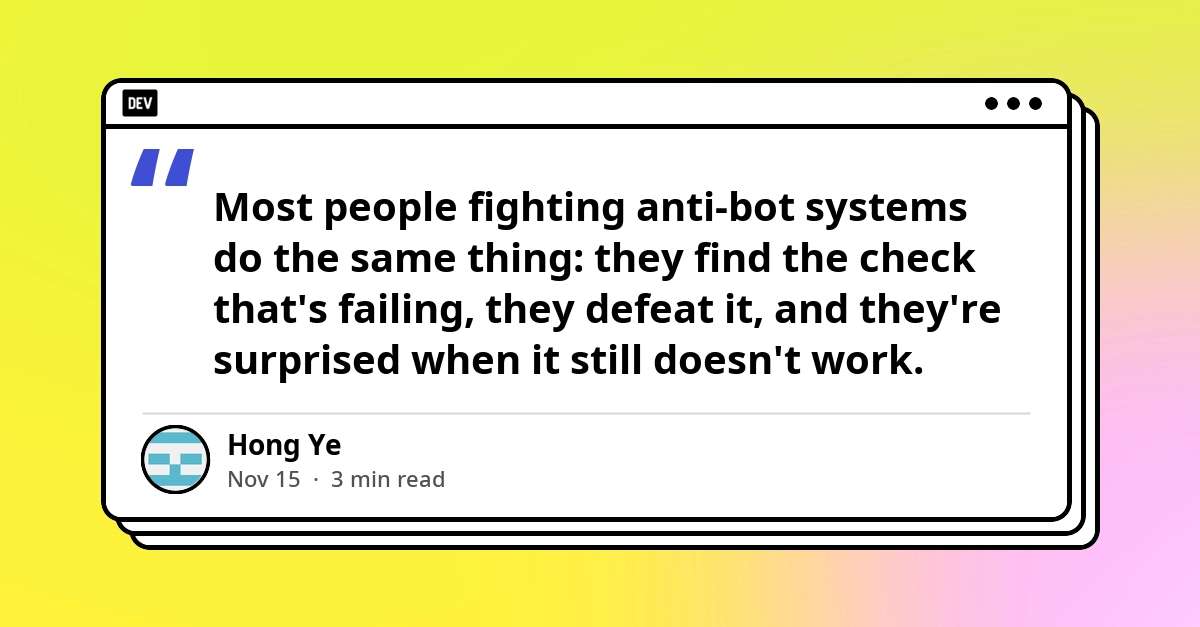 DEV
Most people fighting anti-bot systems
do the same thing: they find the check
that's failing, they defeat it, and they're
surprised when it still doesn't work.
Hong Ye
Nov 15 · 3 min read